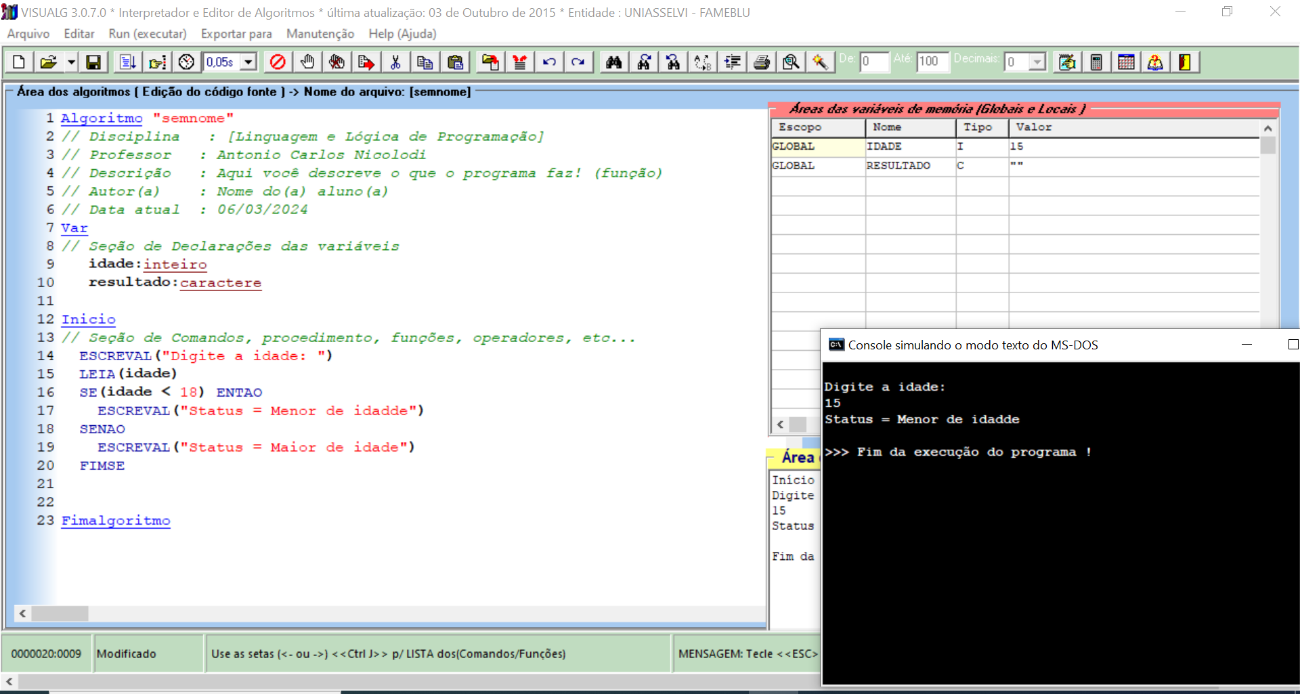 VISUALG 3.0.7.0 * Interpretador e Editor de Algoritmos * última atualização: 03 de Outubro de 2015 * Entidade : UNIASSELVI - FAMEBLU
Arquivo Editar Run (executar) Exportar para Manutenção Help (Ajuda)
0,05s De: 0 Até: 100 Decimais: 0
Área dos algoritmos ( Edição do código fonte ) -> Nome do arquivo: [semnome]
1 Algoritmo "semnome"
2 // Disciplina : [Linguagem e Lógica de Programação]
3 // Professor : Antonio Carlos Nicolodi
4 // Descrição : Aqui você descreve o que o programa faz! (função)
5 // Autor(a) : Nome do(a) aluno(a)
6 // Data atual : 06/03/2024
7 Var
8 // Seção de Declarações das variáveis
9 idade:inteiro
10 resultado:caractere
11
12 Inicio
13 // Seção de Comandos, procedimento, funções, operadores, etc...
14 ESCREVAL("Digite a idade: ")
15 LEIA(idade)
16 SE(idade < 18) ENTAO
17 ESCREVAL("Status = Menor de idadde")
18 SENAO
19 ESCREVAL("Status = Maior de idade")
20 FIMSE
21
22
23 Fimalgoritmo
Áreas das variáveis de memória (Globais e Locais )
Escopo Nome Tipo Valor
GLOBAL IDADE I 15
GLOBAL RESULTADO C ""
Console simulando o modo texto do MS-DOS
Digite a idade:
15
Status = Menor de idadde
>>> Fim da execução do programa !
Área
Início
Digite
15
Status
Fim da
0000020:0009 Modificado Use as setas (<- ou ->) <<Ctrl J>> p/ LISTA dos(Comandos/Funções) MENSAGEM: Tecle <<ESC>